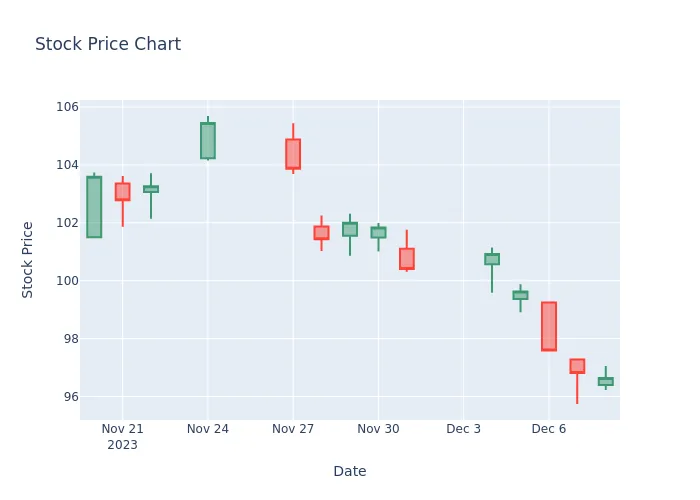 Stock Price Chart
106
104
102
100
98
96
Stock Price
Nov 21
2023
Nov 24
Nov 27
Nov 30
Dec 3
Dec 6
Date